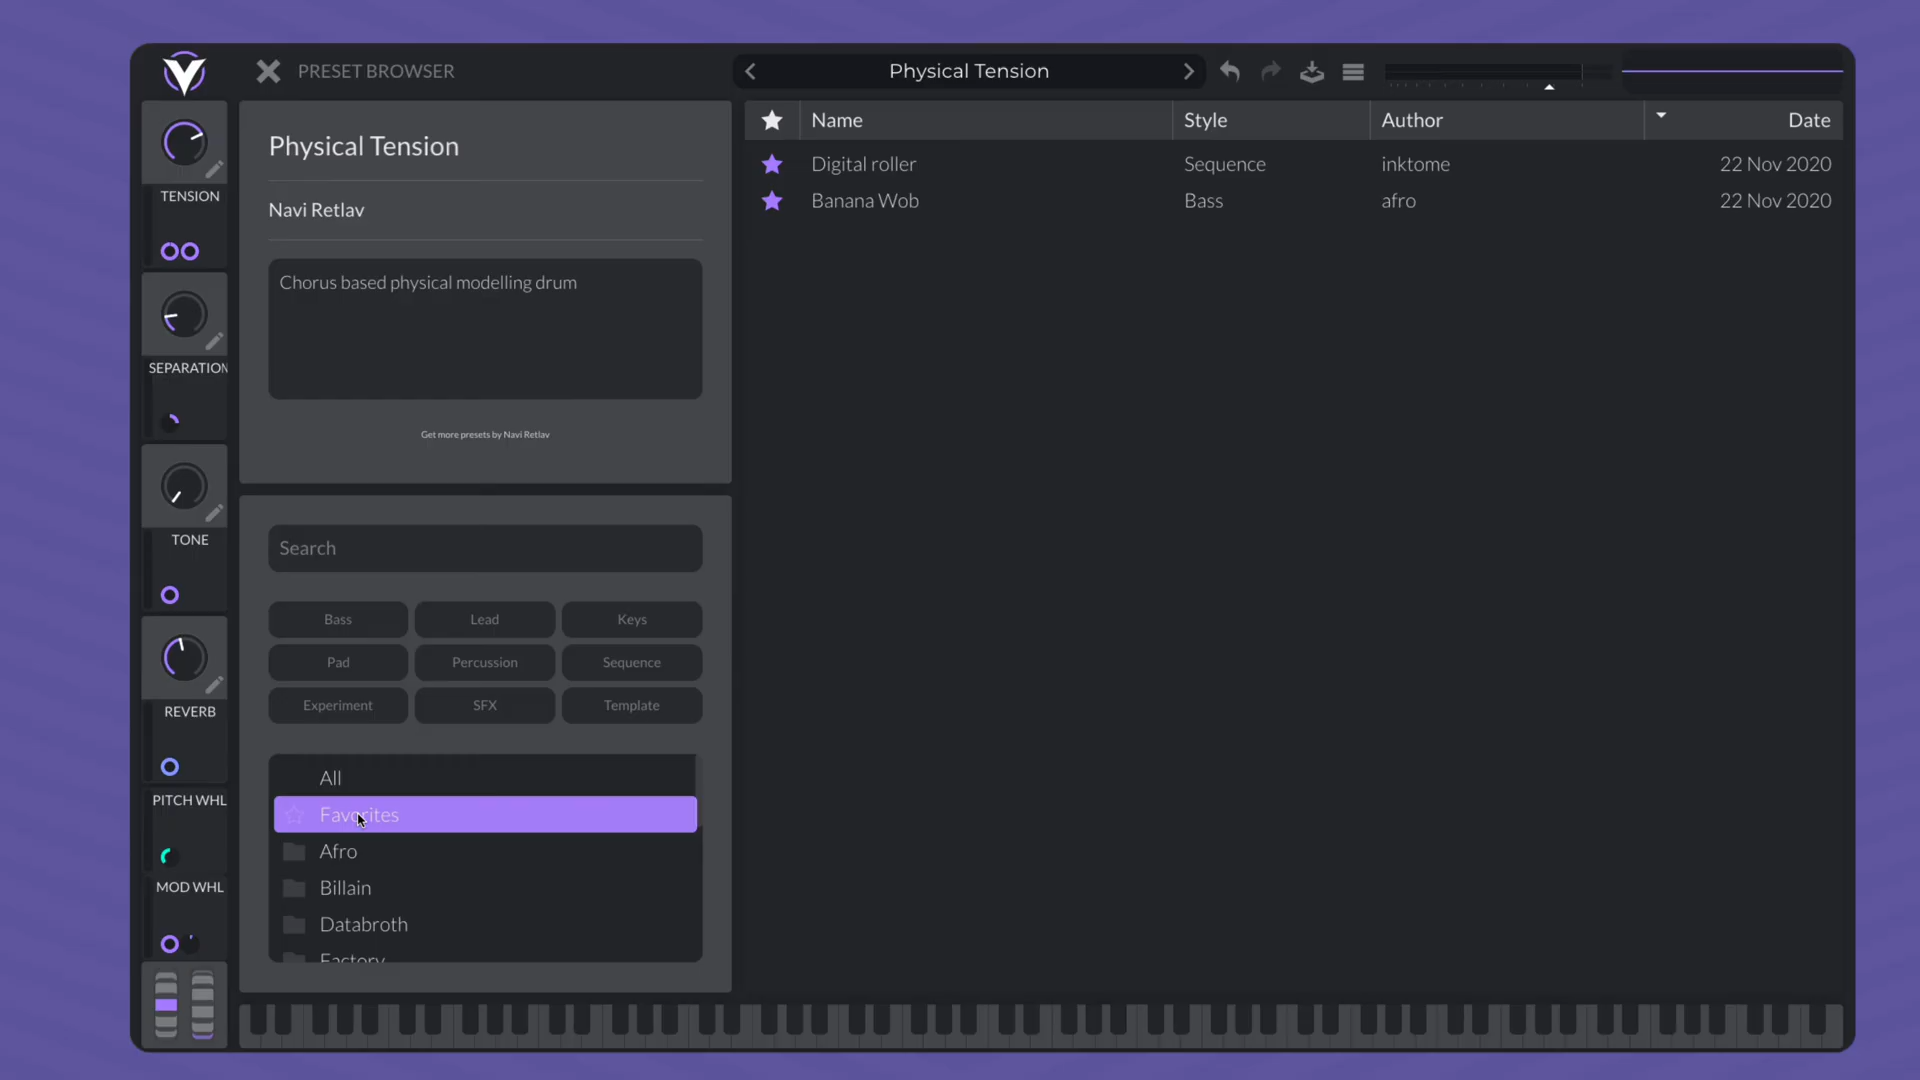 PRESET BROWSER
Physical Tension
Physical Tension
Navi Retlav
Chorus based physical modelling drum
Get more presets by Navi Retlav
Search
Bass Lead Keys
Pad Percussion Sequence
Experiment SFX Template
All
Favorites
Afro
Billain
Databroth
Factory
Name Style Author Date
Digital roller Sequence inktome 22 Nov 2020
Banana Wob Bass afro 22 Nov 2020
TENSION
SEPARATION
TONE
REVERB
PITCH WHL
MOD WHL